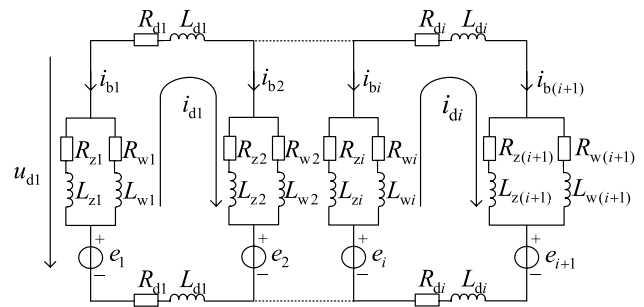 R_d1 L_d1 R_di L_di
i_b1 i_b2 i_bi i_b(i+1)
i_d1 i_di
R_z1 R_w1 R_z2 R_w2 R_zi R_wi R_z(i+1) R_w(i+1)
u_d1
L_z1 L_w1 L_z2 L_w2 L_zi L_wi L_z(i+1) L_w(i+1)
+ + + +
e_1 e_2 e_i e_i+1
− − − −
R_d1 L_d1 R_di L_di